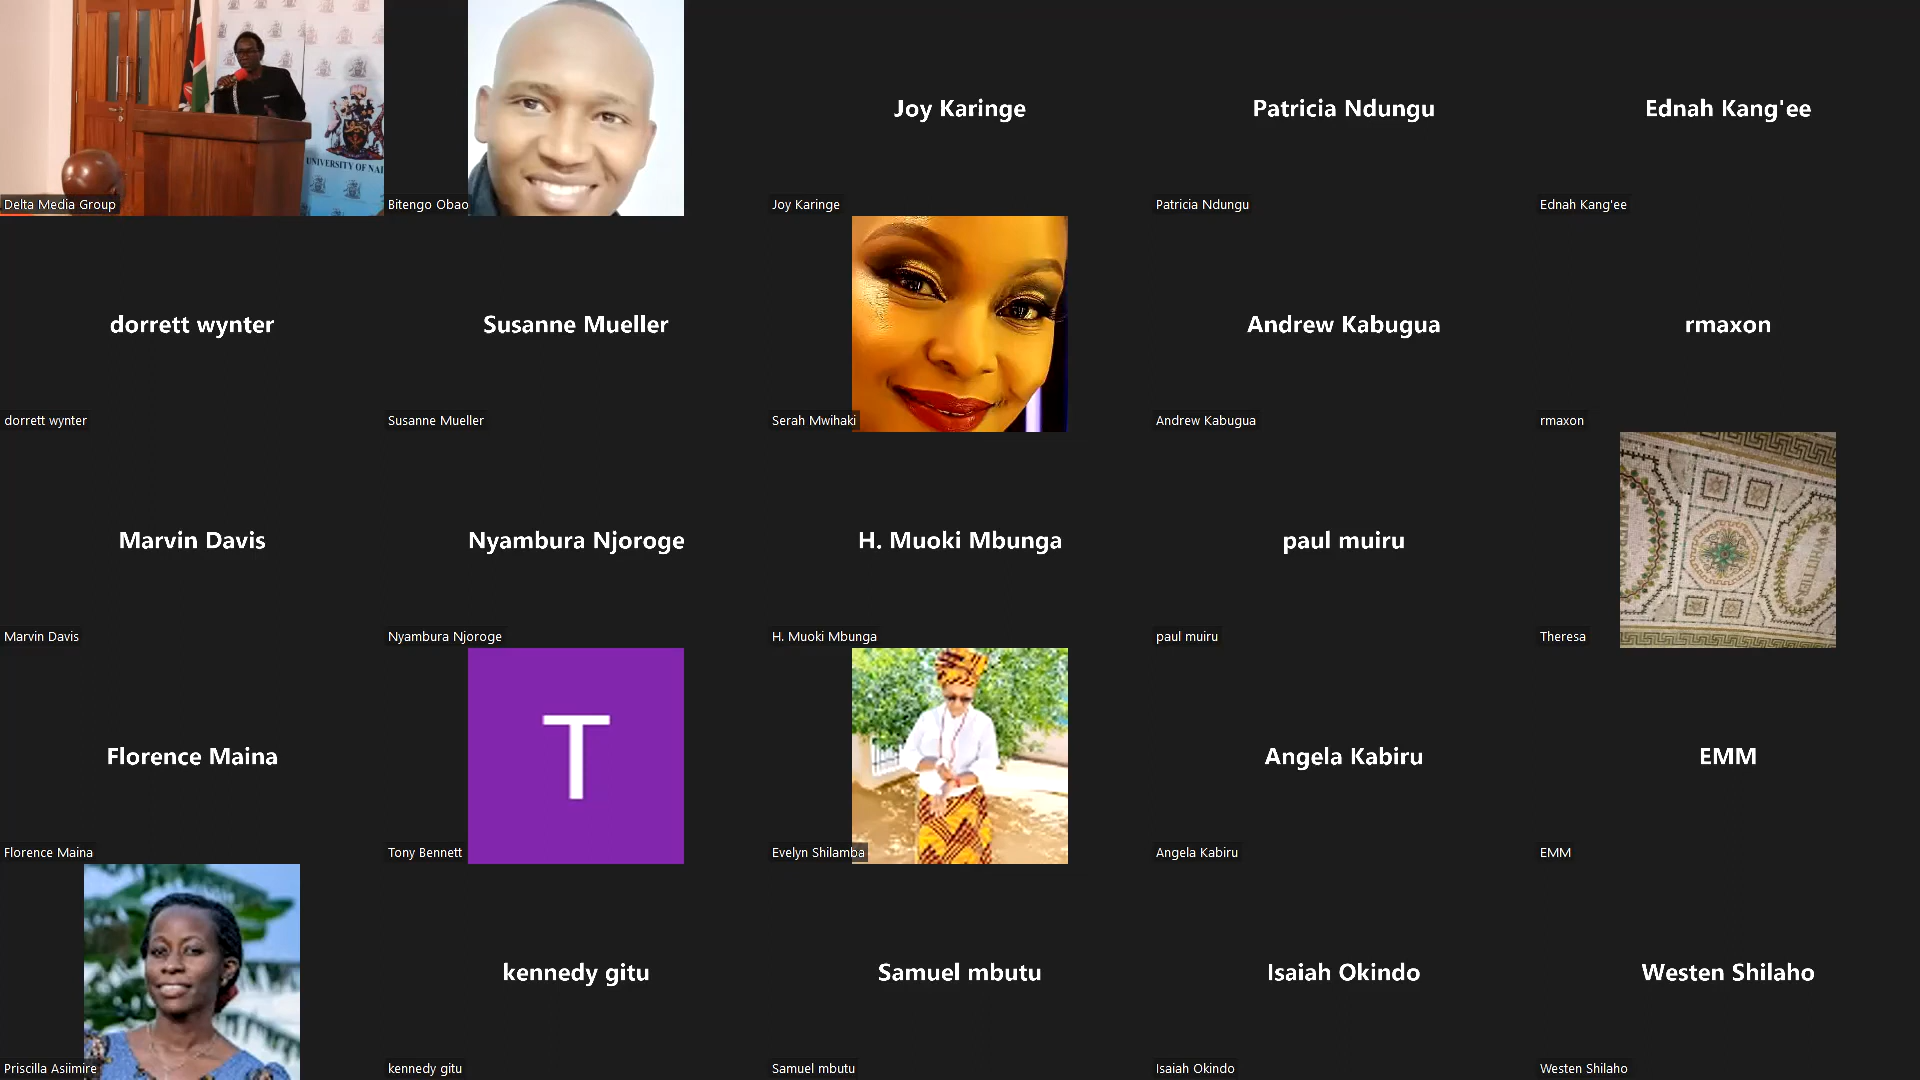 UNIVERSITY OF NAI
Delta Media Group
Bitengo Obao
Joy Karinge
Joy Karinge
Patricia Ndungu
Patricia Ndungu
Ednah Kang'ee
Ednah Kang'ee
dorrett wynter
dorrett wynter
Susanne Mueller
Susanne Mueller
Serah Mwihaki
Andrew Kabugua
Andrew Kabugua
rmaxon
rmaxon
Marvin Davis
Marvin Davis
Nyambura Njoroge
Nyambura Njoroge
H. Muoki Mbunga
H. Muoki Mbunga
paul muiru
paul muiru
WHITTIER
Theresa
Florence Maina
Florence Maina
T
Tony Bennett
Evelyn Shilamba
Angela Kabiru
Angela Kabiru
EMM
EMM
Priscilla Asiimire
kennedy gitu
kennedy gitu
Samuel mbutu
Samuel mbutu
Isaiah Okindo
Isaiah Okindo
Westen Shilaho
Westen Shilaho